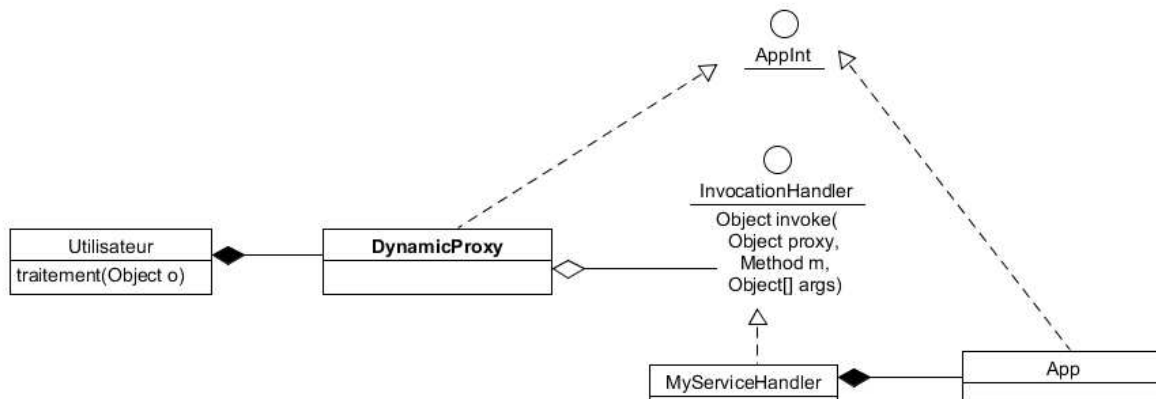 AppInt
InvocationHandler
Object invoke(
Object proxy,
Method m,
Object[] args)
Utilisateur
traitement(Object o)
DynamicProxy
MyServiceHandler
App